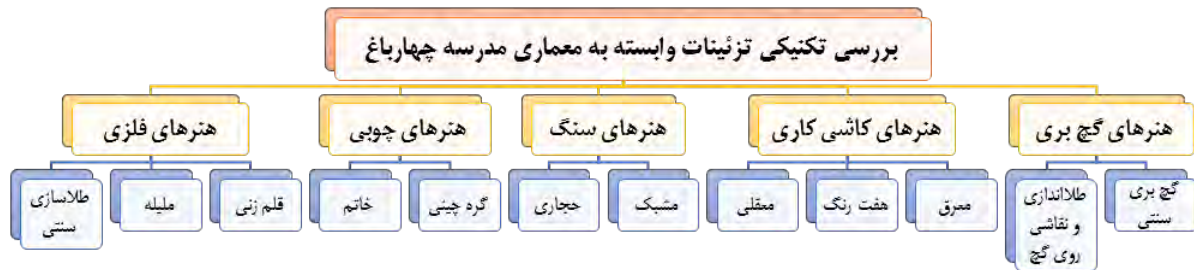 بررسی تکنیکی تزئینات وابسته به معماری مدرسه چهارباغ
هنرهای گچ بری
هنرهای کاشی کاری
هنرهای سنگ
هنرهای چوبی
هنرهای فلزی
گچ بری
سنتی
طلااندازی
و نقاشی
روی گچ
معرق
هفت رنگ
معقلی
مشبک
حجاری
گره چینی
خاتم
قلم زنی
ملیله
طلاسازی
سنتی